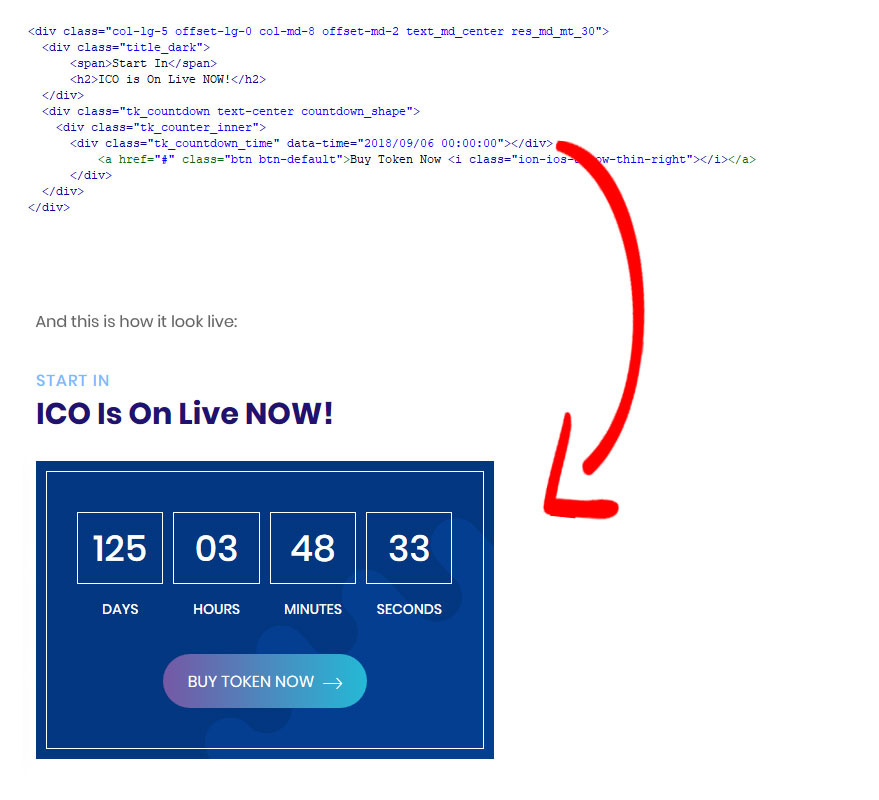 <div class="col-lg-5 offset-lg-0 col-md-8 offset-md-2 text_md_center res_md_mt_30">
<div class="title_dark">
<span>Start In</span>
<h2>ICO is On Live NOW!</h2>
</div>
<div class="tk_countdown text-center countdown_shape">
<div class="tk_counter_inner">
<div class="tk_countdown_time" data-time="2018/09/06 00:00:00"></div>
<a href="#" class="btn btn-default">Buy Token Now <i class="ion-ios-arrow-thin-right"></i></a>
</div>
</div>
</div>
And this is how it look live:
START IN
ICO Is On Live NOW!
125 03 48 33
DAYS HOURS MINUTES SECONDS
BUY TOKEN NOW →